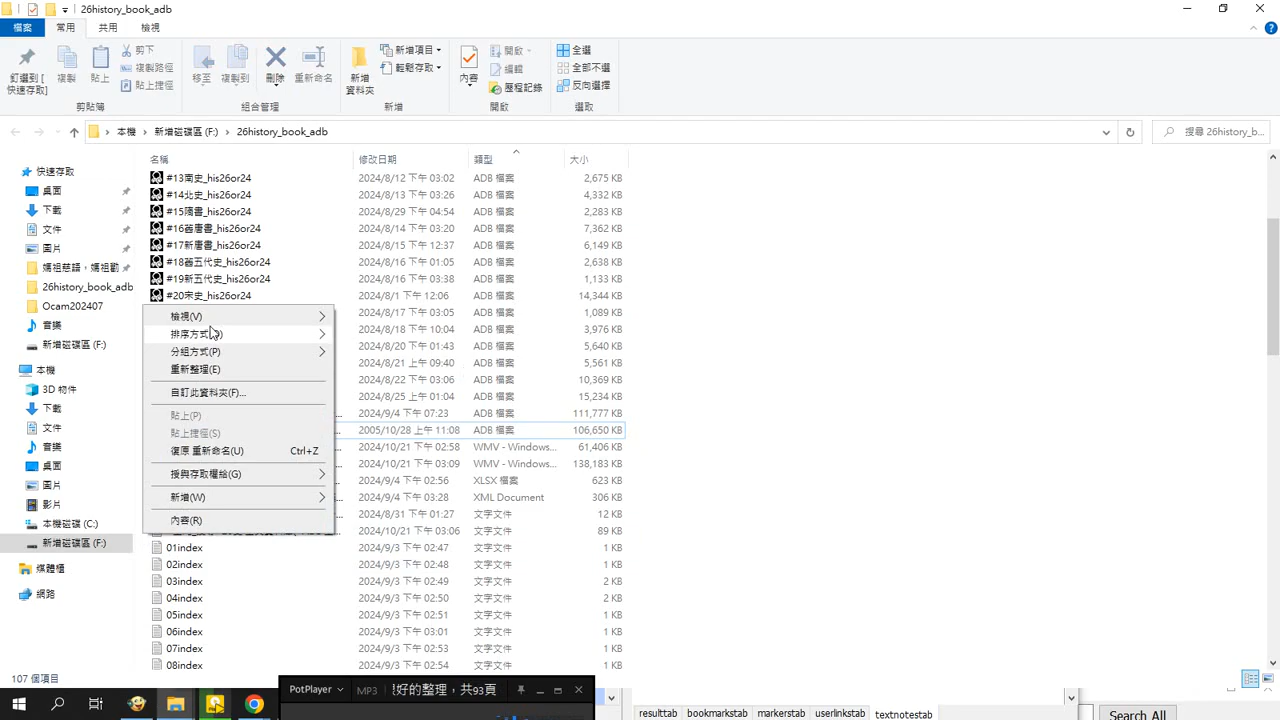 26history_book_adb
檔案 常用 共用 檢視
釘選到 [快速存取]
複製
貼上
剪下
複製路徑
貼上捷徑
移至
複製到
刪除
重新命名
新增
資料夾
新增項目
輕鬆存取
內容
開啟
編輯
歷程記錄
全選
全部不選
反向選擇
剪貼簿 組合管理 新增 開啟 選取
本機 新增磁碟區 (F:) 26history_book_adb
搜尋 26history_b...
名稱 修改日期 類型 大小
#13南史_his26or24 2024/8/12 下午 03:02 ADB 檔案 2,675 KB
#14北史_his26or24 2024/8/13 下午 03:26 ADB 檔案 4,332 KB
#15隋書_his26or24 2024/8/29 下午 04:54 ADB 檔案 2,283 KB
#16舊唐書_his26or24 2024/8/14 下午 03:20 ADB 檔案 7,362 KB
#17新唐書_his26or24 2024/8/15 下午 12:37 ADB 檔案 6,149 KB
#18舊五代史_his26or24 2024/8/16 下午 01:05 ADB 檔案 2,638 KB
#19新五代史_his26or24 2024/8/16 下午 03:38 ADB 檔案 1,133 KB
#20宋史_his26or24 2024/8/1 下午 12:06 ADB 檔案 14,344 KB
2024/8/17 下午 03:05 ADB 檔案 1,089 KB
2024/8/18 下午 10:04 ADB 檔案 3,976 KB
2024/8/20 下午 01:43 ADB 檔案 5,640 KB
2024/8/21 上午 09:40 ADB 檔案 5,561 KB
2024/8/22 下午 03:06 ADB 檔案 10,369 KB
2024/8/25 下午 01:04 ADB 檔案 15,234 KB
2024/9/4 下午 07:23 ADB 檔案 111,777 KB
2005/10/28 上午 11:08 ADB 檔案 106,650 KB
2024/10/21 下午 02:58 WMV - Windows... 61,406 KB
2024/10/21 下午 03:09 WMV - Windows... 138,183 KB
2024/9/4 下午 02:56 XLSX 檔案 623 KB
2024/9/4 下午 02:57 XML Document 306 KB
2024/8/31 下午 01:27 文字文件 12 KB
2024/10/21 下午 03:06 文字文件 89 KB
01index 2024/9/3 下午 02:47 文字文件 1 KB
02index 2024/9/3 下午 02:48 文字文件 1 KB
03index 2024/9/3 下午 02:49 文字文件 2 KB
04index 2024/9/3 下午 02:50 文字文件 1 KB
05index 2024/9/3 下午 02:51 文字文件 1 KB
06index 2024/9/3 下午 03:01 文字文件 1 KB
07index 2024/9/3 下午 02:53 文字文件 1 KB
08index 2024/9/3 下午 02:54 文字文件 1 KB
檢視(V)
排序方式
分組方式(P)
重新整理(E)
自訂此資料夾(F)...
貼上(P)
貼上捷徑(S)
復原 重新命名(U) Ctrl+Z
授與存取權給(G)
新增(W)
內容(R)
快速存取
桌面
下載
文件
圖片
媽祖慈語，媽祖勸
26history_book_adb
Ocam202407
音樂
新增磁碟區 (F:)
本機
3D 物件
下載
文件
音樂
桌面
圖片
影片
本機磁碟 (C:)
新增磁碟區 (F:)
媒體櫃
網路
107 個項目
PotPlayer MP3 好的整理，共93頁
resulttab bookmarkstab markerstab userlinkstab textnotestab
Search All